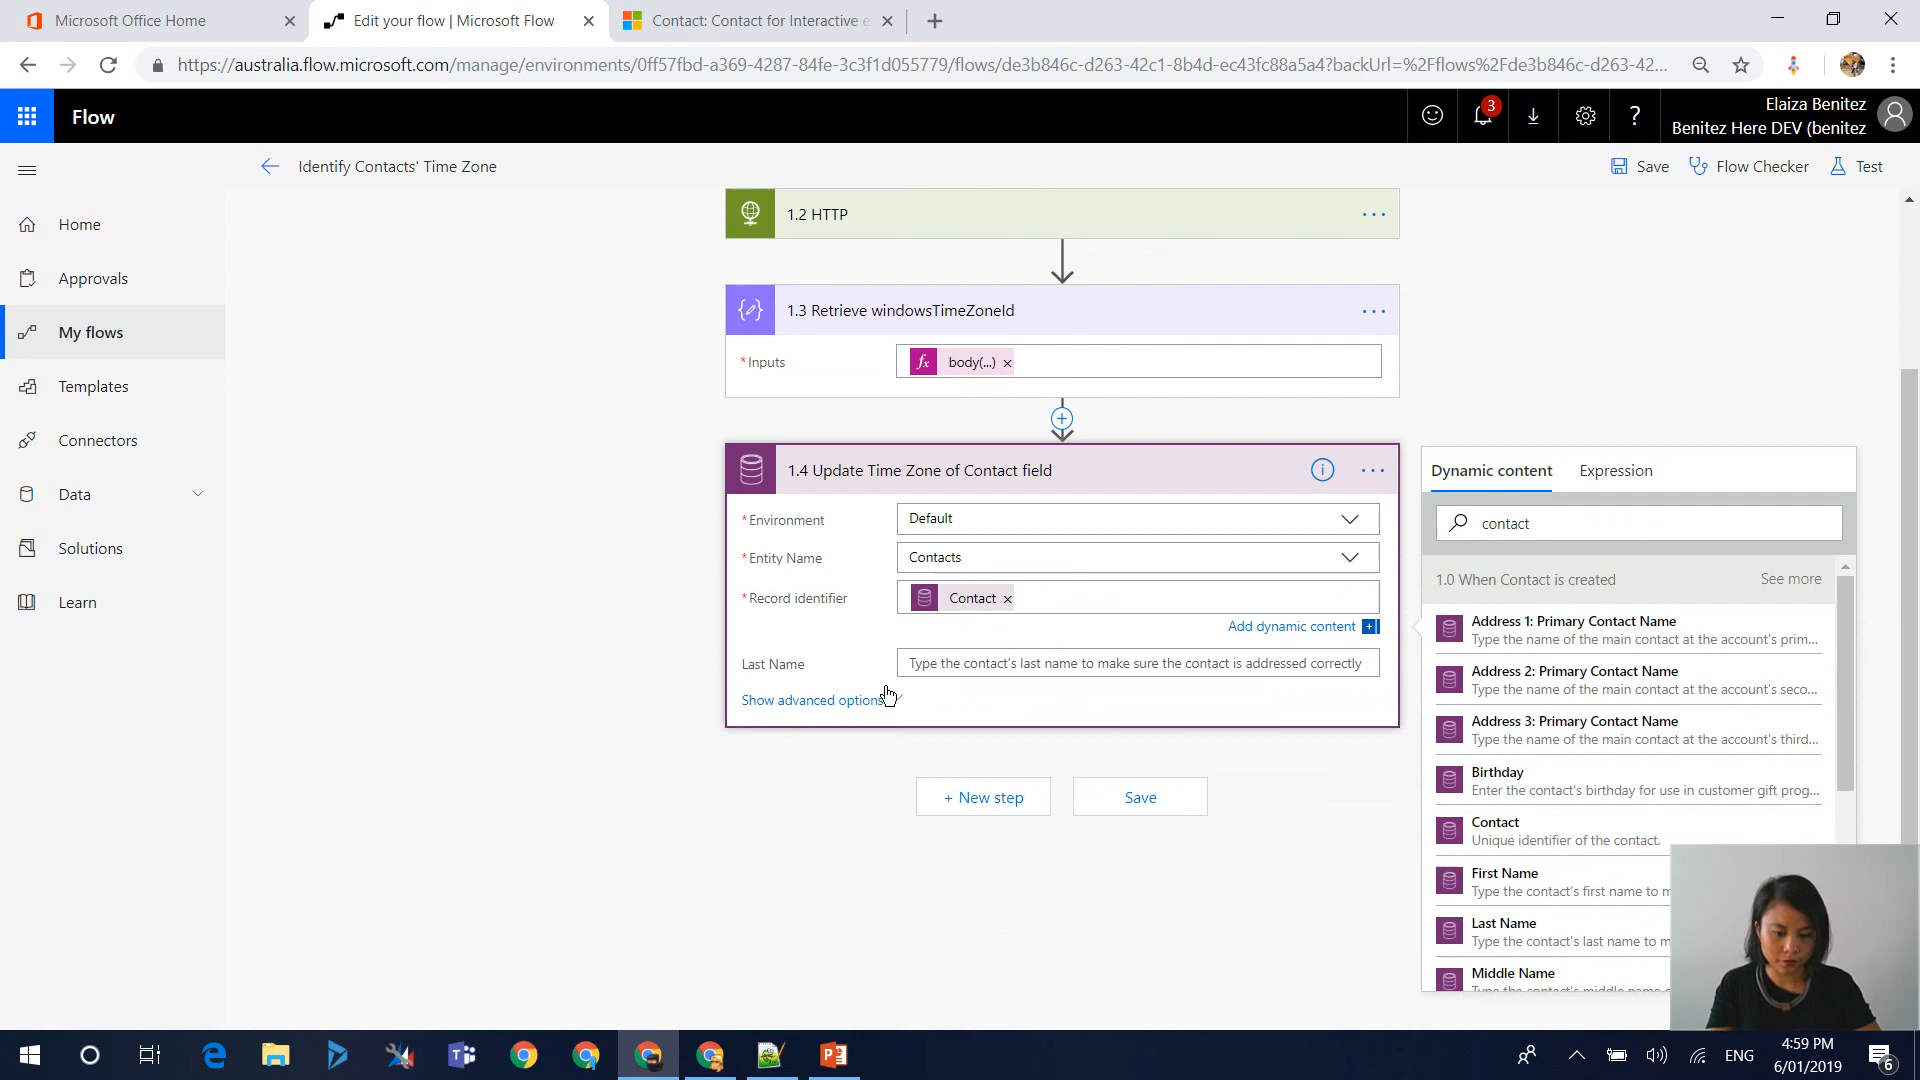 Microsoft Office Home
Edit your flow | Microsoft Flow
Contact: Contact for Interactive e
https://australia.flow.microsoft.com/manage/environments/0ff57fbd-a369-4287-84fe-3c3f1d055779/flows/de3b846c-d263-42c1-8b4d-ec43fc88a5a4?backUrl=%2Fflows%2Fde3b846c-d263-42...
Flow
3
?
Elaiza Benitez
Benitez Here DEV (benitez
Identify Contacts' Time Zone
Save
Flow Checker
Test
Home
Approvals
My flows
Templates
Connectors
Data
Solutions
Learn
1.2 HTTP
1.3 Retrieve windowsTimeZoneId
*Inputs
fx body(...) ×
1.4 Update Time Zone of Contact field
*Environment
Default
*Entity Name
Contacts
*Record identifier
Contact ×
Add dynamic content
Last Name
Type the contact's last name to make sure the contact is addressed correctly
Show advanced options
+ New step
Save
Dynamic content
Expression
contact
1.0 When Contact is created
See more
Address 1: Primary Contact Name
Type the name of the main contact at the account's prim...
Address 2: Primary Contact Name
Type the name of the main contact at the account's seco...
Address 3: Primary Contact Name
Type the name of the main contact at the account's third...
Birthday
Enter the contact's birthday for use in customer gift prog...
Contact
Unique identifier of the contact.
First Name
Type the contact's first name to m
Last Name
Type the contact's last name to m
Middle Name
Type the contact's middle name
ENG
4:59 PM
6/01/2019
6